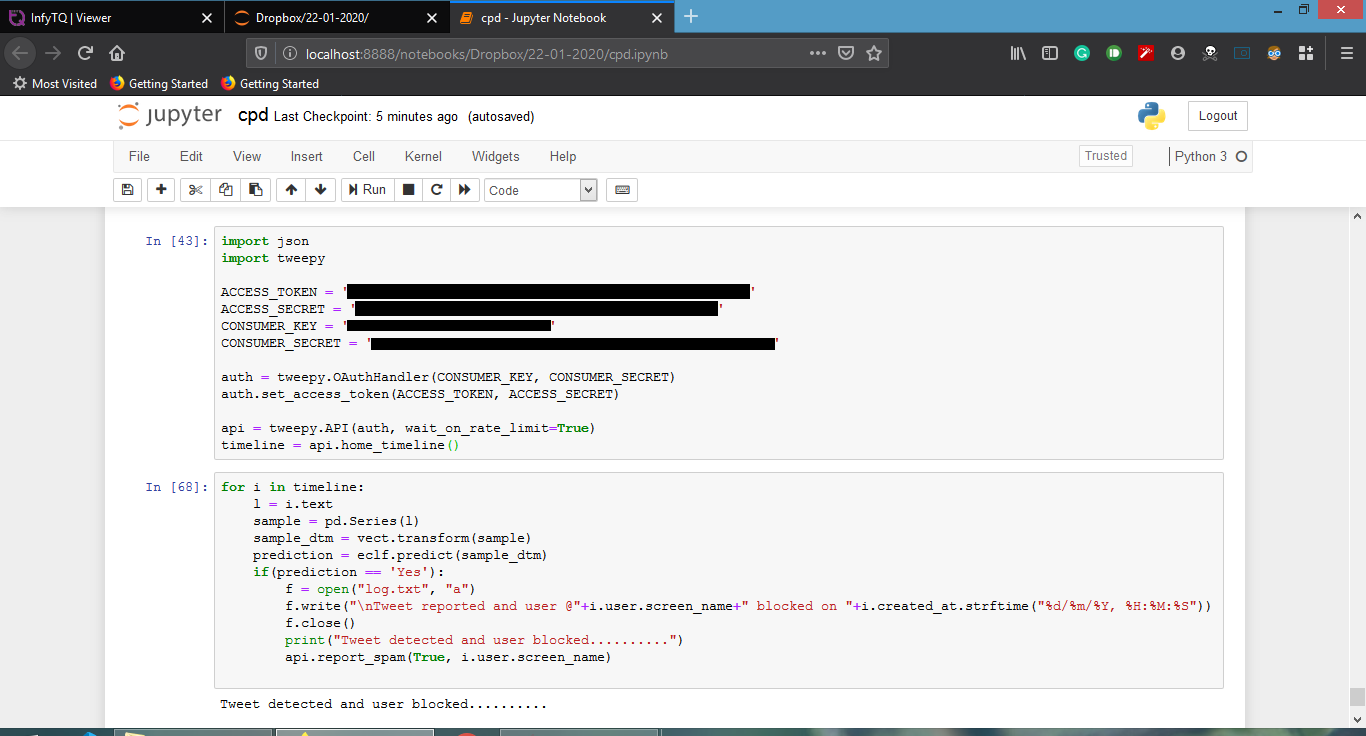 InfyTQ | Viewer
Dropbox/22-01-2020/
cpd - Jupyter Notebook
localhost:8888/notebooks/Dropbox/22-01-2020/cpd.ipynb
Most Visited
Getting Started
Getting Started
jupyter cpd Last Checkpoint: 5 minutes ago (autosaved)
Logout
File Edit View Insert Cell Kernel Widgets Help
Trusted
Python 3
Run
Code
In [43]:
import json
import tweepy
ACCESS_TOKEN = ' '
ACCESS_SECRET = ' '
CONSUMER_KEY = ' '
CONSUMER_SECRET = ' '
auth = tweepy.OAuthHandler(CONSUMER_KEY, CONSUMER_SECRET)
auth.set_access_token(ACCESS_TOKEN, ACCESS_SECRET)
api = tweepy.API(auth, wait_on_rate_limit=True)
timeline = api.home_timeline()
In [68]:
for i in timeline:
    l = i.text
    sample = pd.Series(l)
    sample_dtm = vect.transform(sample)
    prediction = eclf.predict(sample_dtm)
    if(prediction == 'Yes'):
        f = open("log.txt", "a")
        f.write("\nTweet reported and user @"+i.user.screen_name+" blocked on "+i.created_at.strftime("%d/%m/%Y, %H:%M:%S"))
        f.close()
        print("Tweet detected and user blocked..........")
        api.report_spam(True, i.user.screen_name)
Tweet detected and user blocked..........